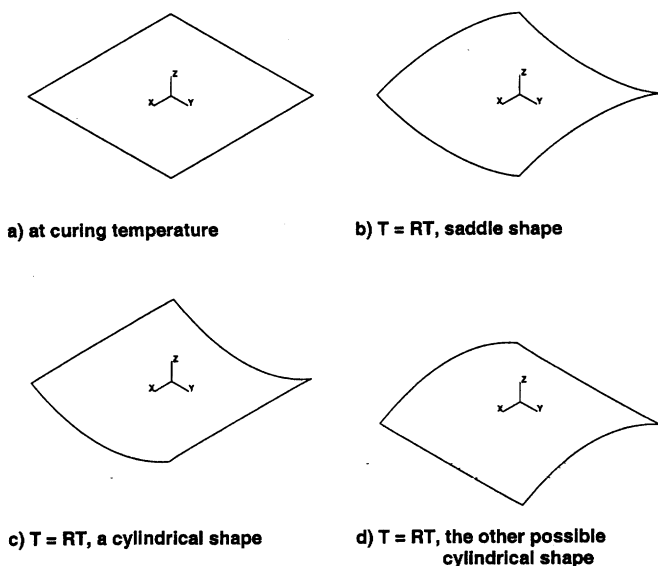 Z
X Y
Z
X Y
a) at curing temperature
b) T = RT, saddle shape
Z
X Y
Z
X Y
c) T = RT, a cylindrical shape
d) T = RT, the other possible
cylindrical shape